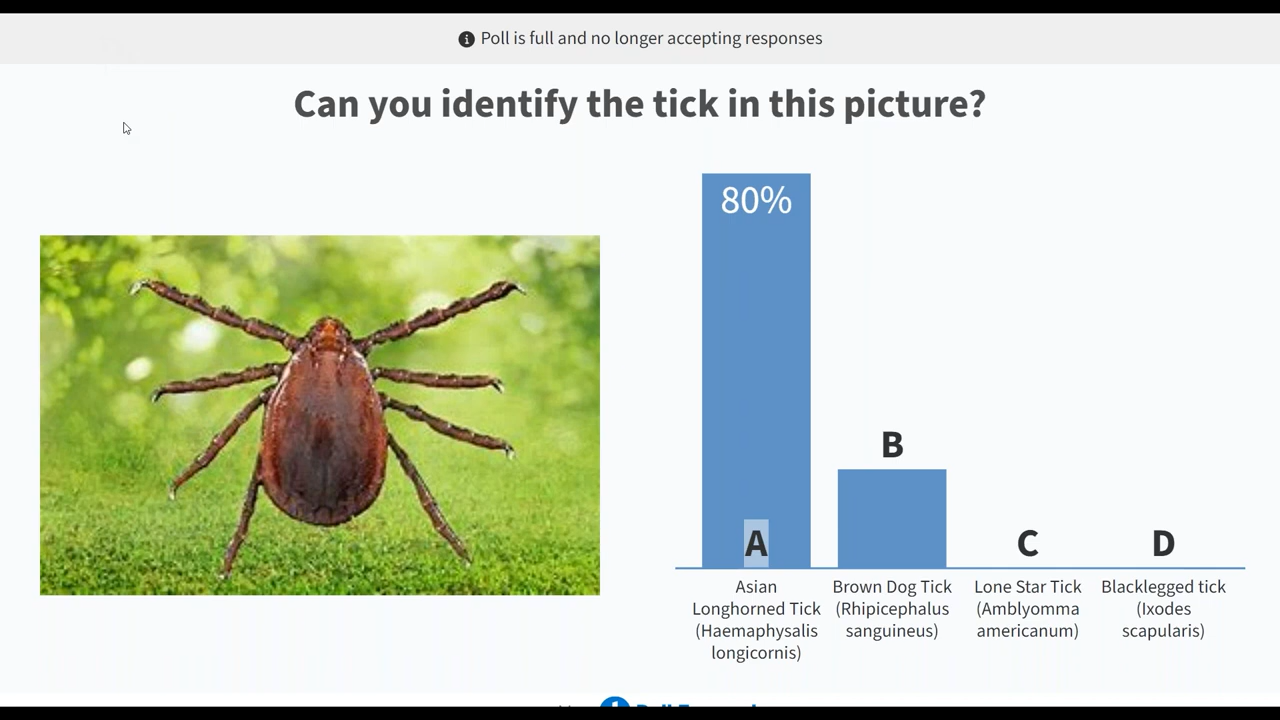 Poll is full and no longer accepting responses
Can you identify the tick in this picture?
80%
B
A
C
D
Asian
Longhorned Tick
(Haemaphysalis
longicornis)
Brown Dog Tick
(Rhipicephalus
sanguineus)
Lone Star Tick
(Amblyomma
americanum)
Blacklegged tick
(Ixodes
scapularis)